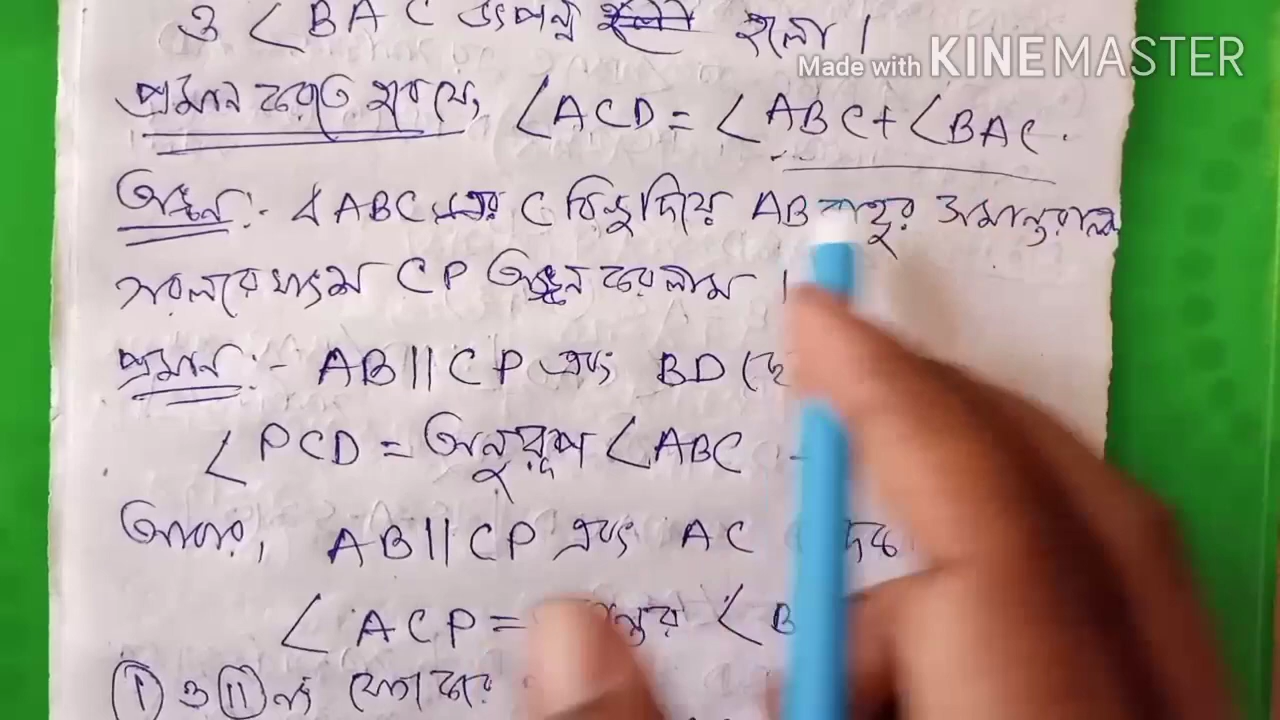 ও ∠BAC উৎপন্ন হলো ।
Made with KINEMASTER
প্রমান করতে হবে যে, ∠ACD = ∠ABC + ∠BAC.
অঙ্কন :- ∠ABC এর C বিন্দু দিয়ে AB বাহুর সমান্তরাল
সরলরেখাংশ CP অঙ্কন করলাম ।
প্রমান :- AB || CP এবং BD
∠PCD = অনুরূপ ∠ABC -
আবার, AB || CP এবং AC
∠ACP = ∠B
I ও II নং যোগ করে